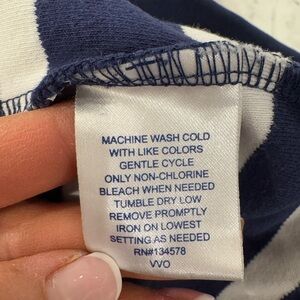 MACHINE WASH COLD
WITH LIKE COLORS
GENTLE CYCLE
ONLY NON-CHLORINE
BLEACH WHEN NEEDED
TUMBLE DRY LOW
REMOVE PROMPTLY
IRON ON LOWEST
SETTING AS NEEDED
RN#134578
VVO